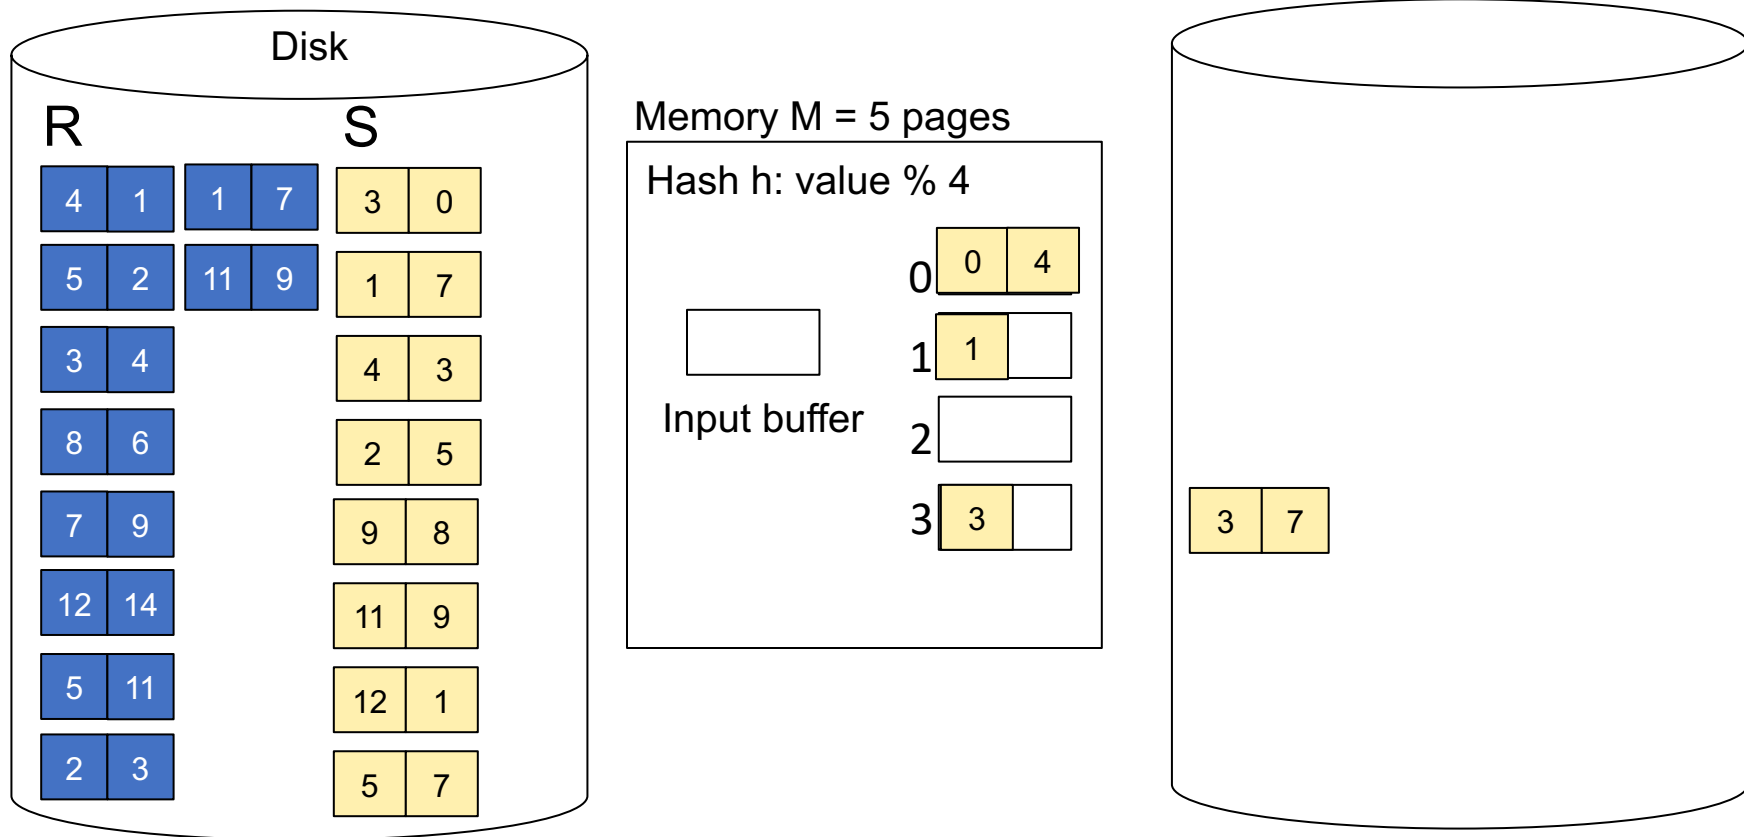 Disk
R S
4 1 1 7 3 0
5 2 11 9 1 7
3 4 4 3
8 6 2 5
7 9 9 8
12 14 11 9
5 11 12 1
2 3 5 7
Memory M = 5 pages
Hash h: value % 4
0 0 4
1 1
Input buffer
2
3 3
3 7